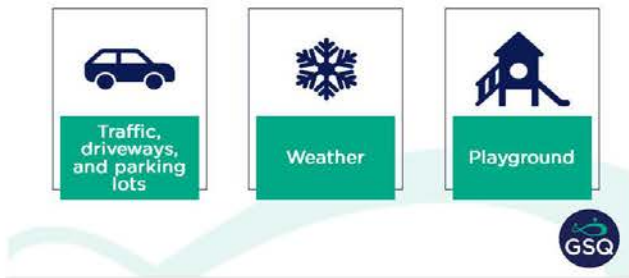 Traffic,
driveways,
and parking
lots
Weather
Playground
GSQ